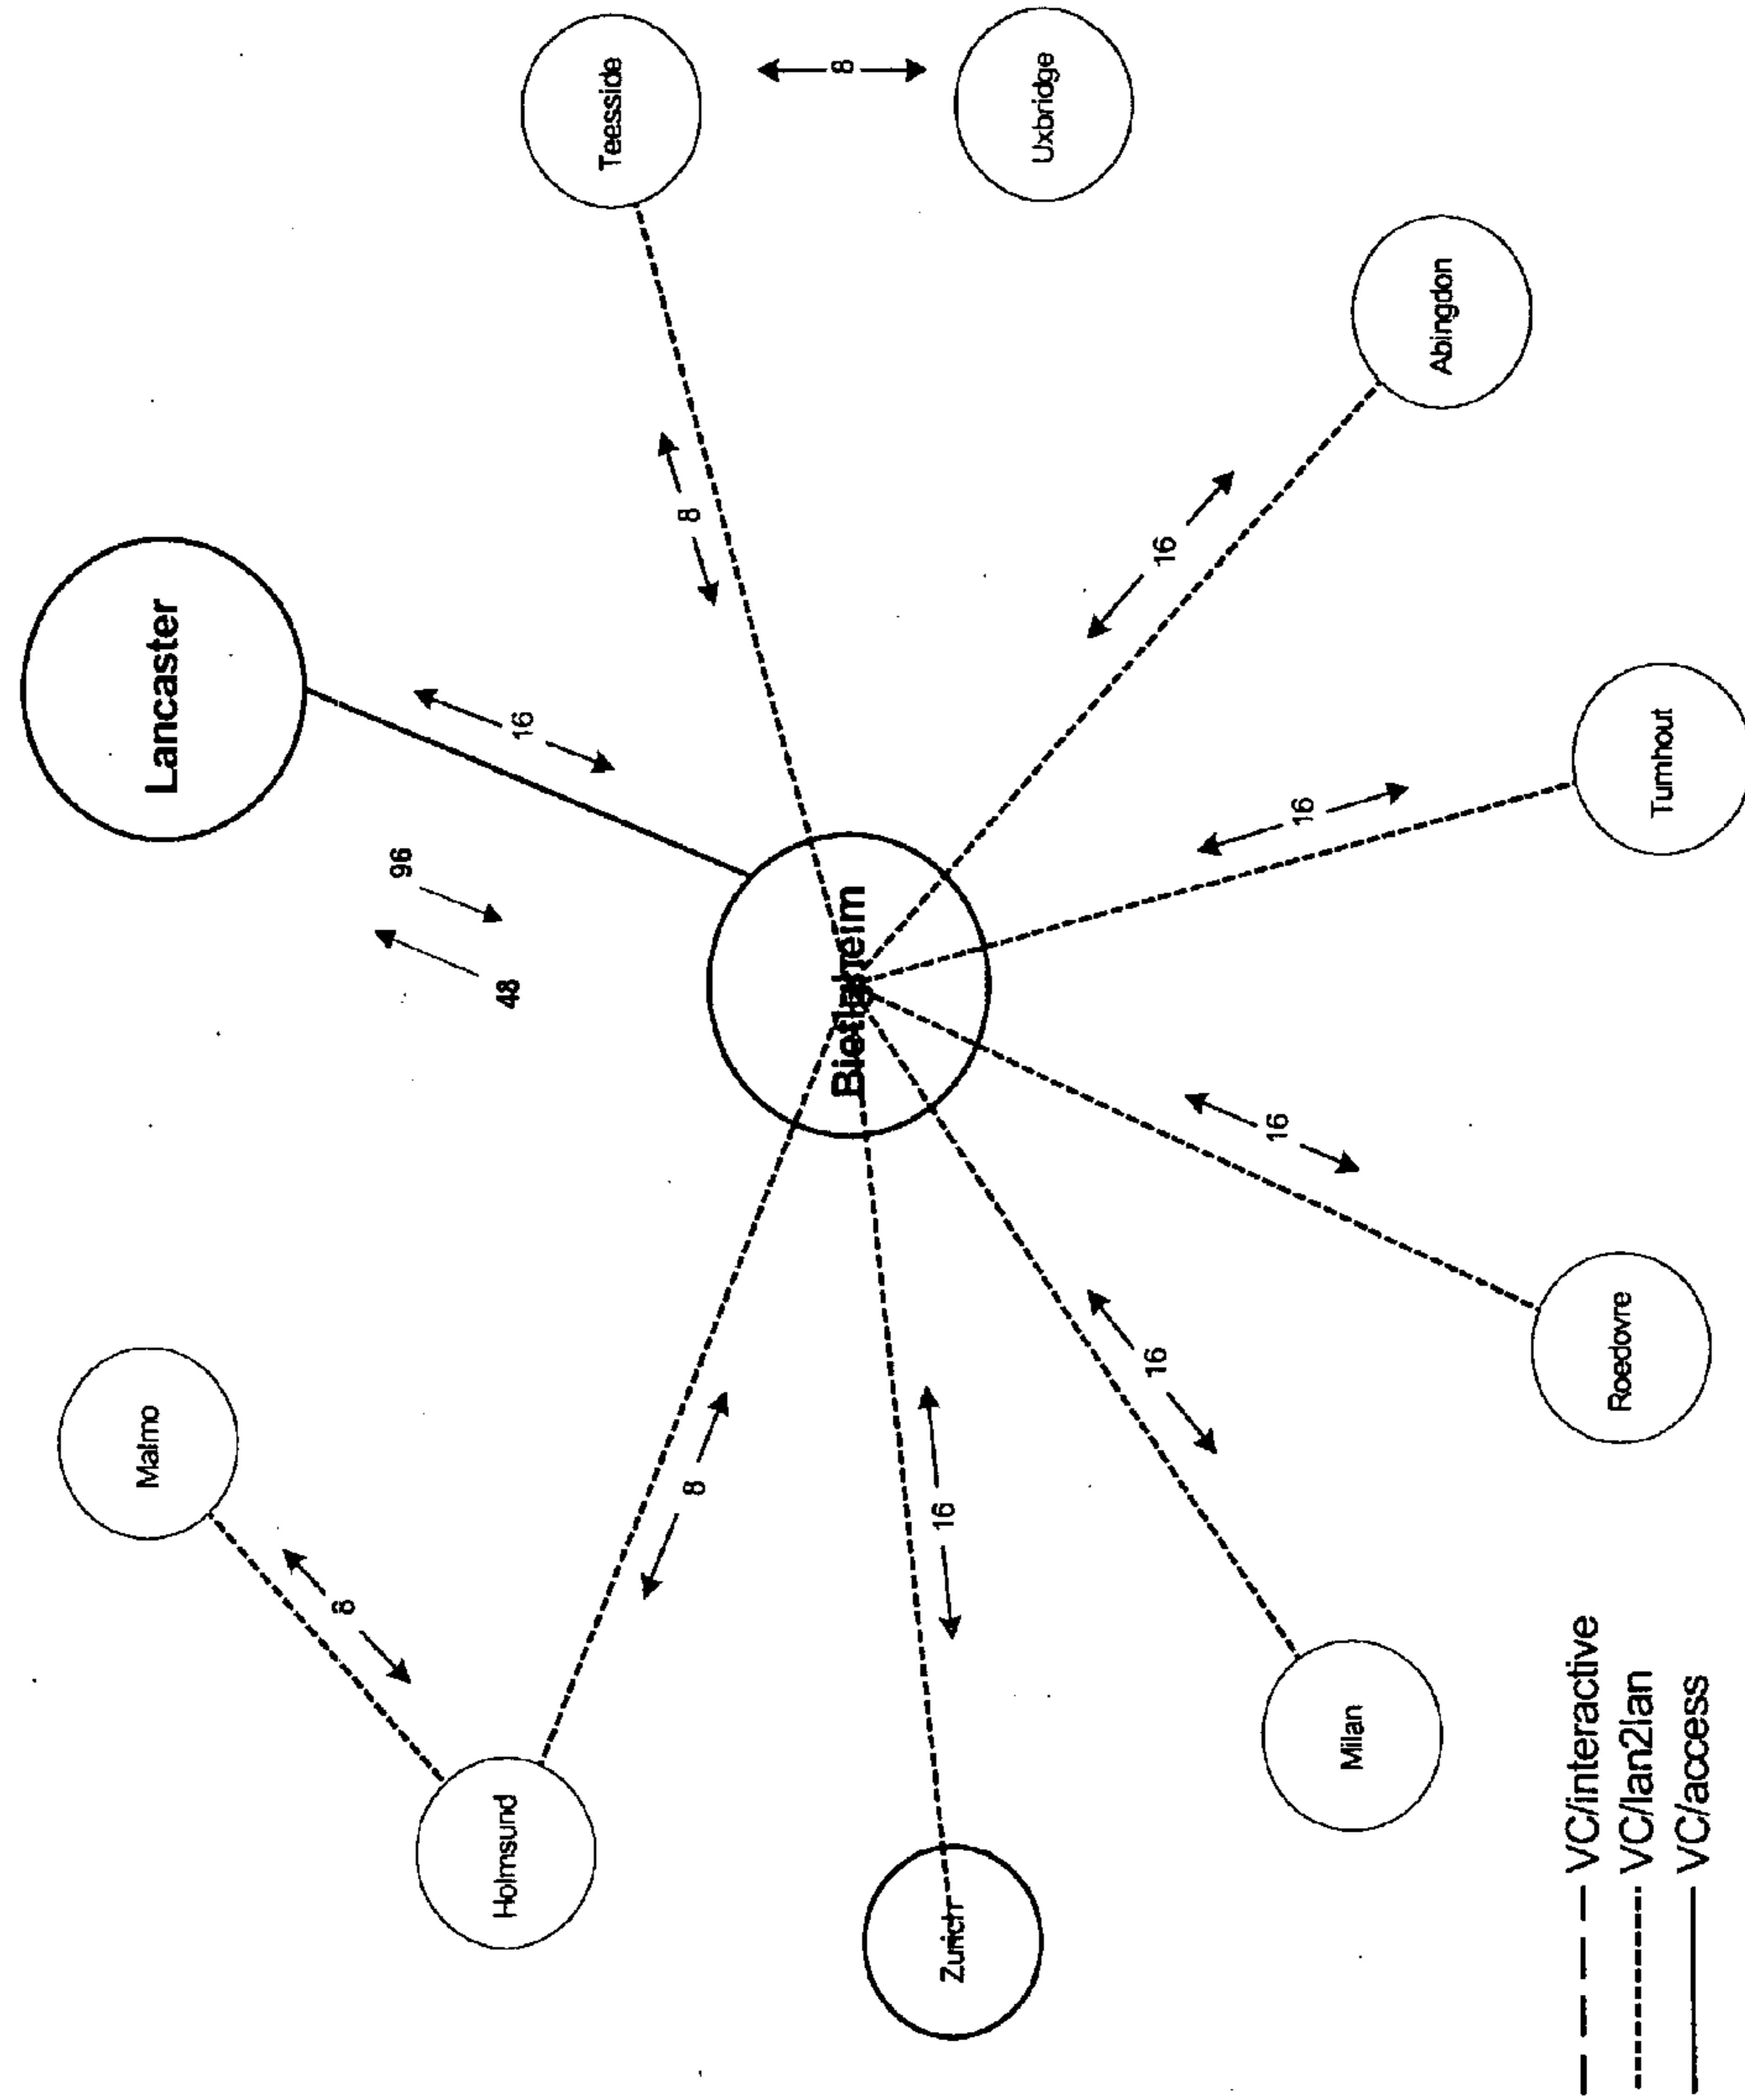 Malmo
Lancaster
8
96
Holmsund
48
16
Teesside
8
8
8
Bietigheim
16
Zurich
Uxbridge
16
16
16
16
Milan
Abingdon
Roedovre
Turnhout
VC/interactive
VC/lan2lan
VC/access